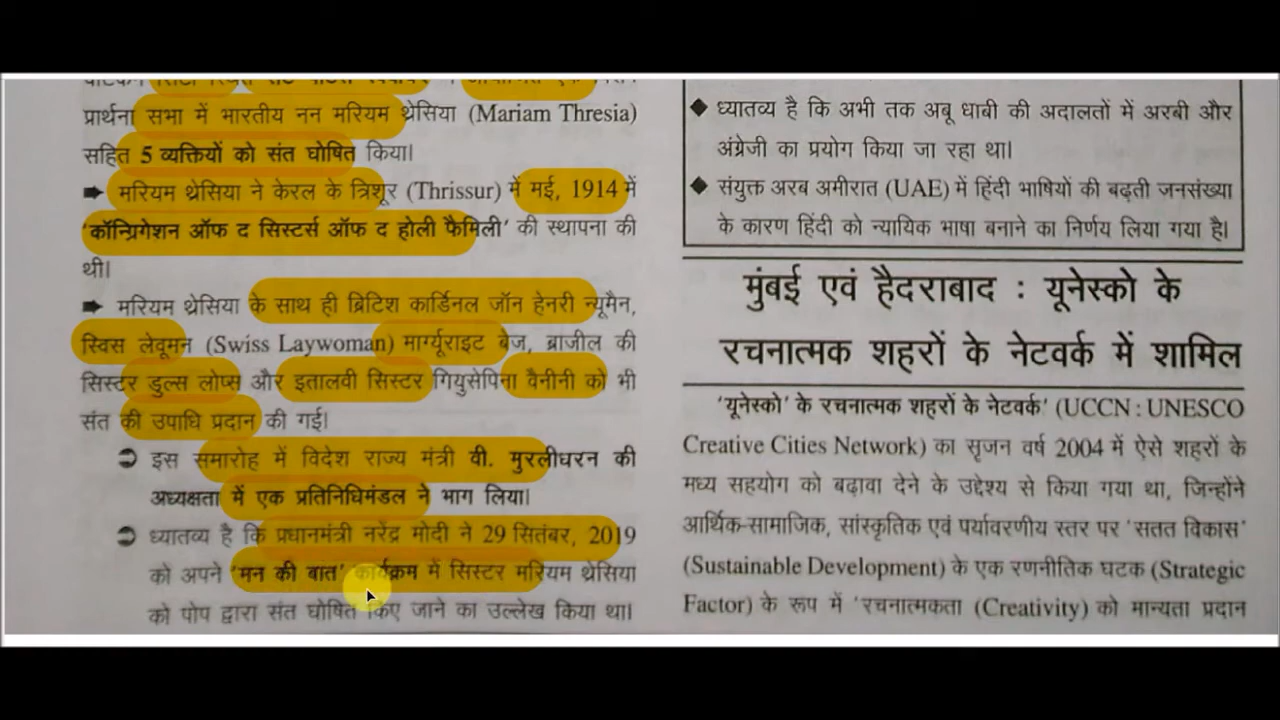 प्रार्थना सभा में भारतीय नन मरियम थ्रेसिया (Mariam Thresia)
सहित 5 व्यक्तियों को संत घोषित किया।
➨ मरियम थ्रेसिया ने केरल के त्रिशूर (Thrissur) में मई, 1914 में
'कॉन्ग्रिगेशन ऑफ द सिस्टर्स ऑफ द होली फैमिली' की स्थापना की
थी।
➨ मरियम थ्रेसिया के साथ ही ब्रिटिश कार्डिनल जॉन हेनरी न्यूमैन,
स्विस लेवूमन (Swiss Laywoman) मार्ग्यूराइट बेज, ब्राजील की
सिस्टर डुल्स लोप्स और इतालवी सिस्टर गियुसेपिना वैनीनी को भी
संत की उपाधि प्रदान की गई।
➲ इस समारोह में विदेश राज्य मंत्री वी. मुरलीधरन की
अध्यक्षता में एक प्रतिनिधिमंडल ने भाग लिया।
➲ ध्यातव्य है कि प्रधानमंत्री नरेंद्र मोदी ने 29 सितंबर, 2019
को अपने 'मन की बात' कार्यक्रम में सिस्टर मरियम थ्रेसिया
को पोप द्वारा संत घोषित किए जाने का उल्लेख किया था।
◆ ध्यातव्य है कि अभी तक अबू धाबी की अदालतों में अरबी और
अंग्रेजी का प्रयोग किया जा रहा था।
◆ संयुक्त अरब अमीरात (UAE) में हिंदी भाषियों की बढ़ती जनसंख्या
के कारण हिंदी को न्यायिक भाषा बनाने का निर्णय लिया गया है।
मुंबई एवं हैदराबाद : यूनेस्को के
रचनात्मक शहरों के नेटवर्क में शामिल
'यूनेस्को' के रचनात्मक शहरों के नेटवर्क' (UCCN : UNESCO
Creative Cities Network) का सृजन वर्ष 2004 में ऐसे शहरों के
मध्य सहयोग को बढ़ावा देने के उद्देश्य से किया गया था, जिन्होंने
आर्थिक-सामाजिक, सांस्कृतिक एवं पर्यावरणीय स्तर पर 'सतत विकास'
(Sustainable Development) के एक रणनीतिक घटक (Strategic
Factor) के रूप में 'रचनात्मकता (Creativity) को मान्यता प्रदान